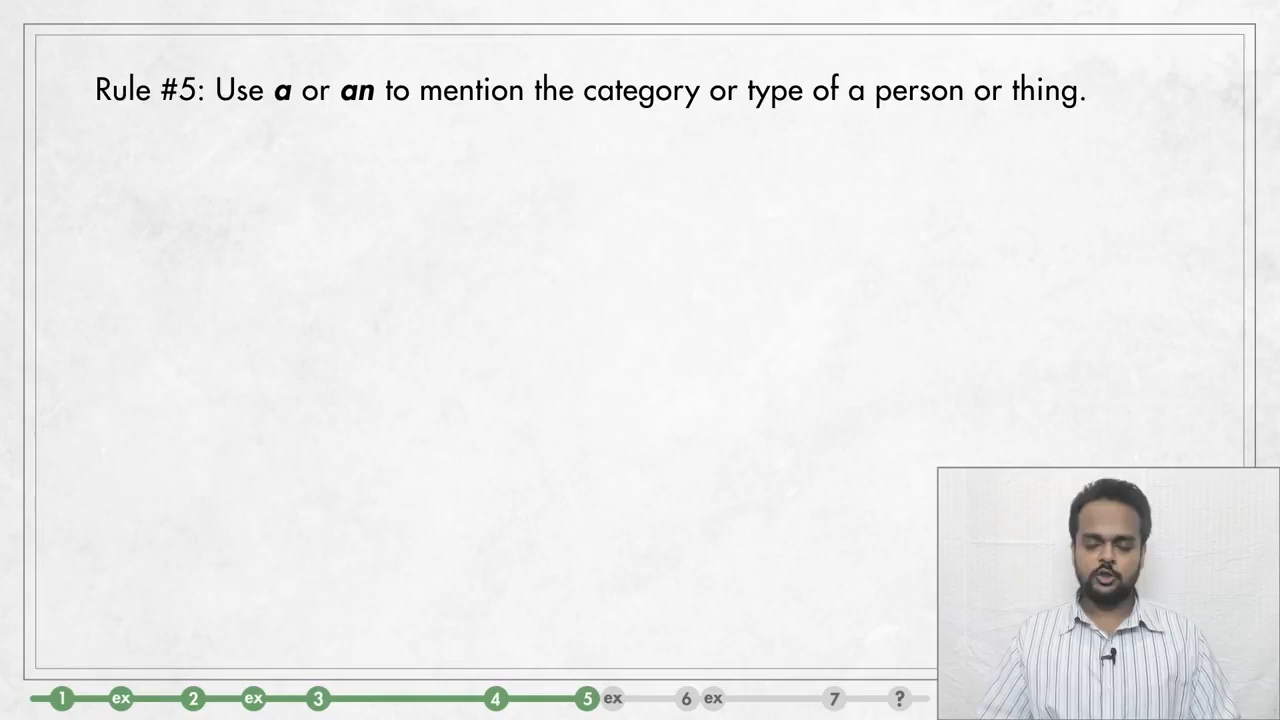 Rule #5: Use a or an to mention the category or type of a person or thing.
1 ex 2 ex 3 4 5 ex 6 ex 7 ?